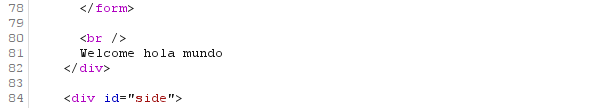 78 </form>
79
80 <br />
81 Welcome hola mundo
82 </div>
83
84 <div id="side">